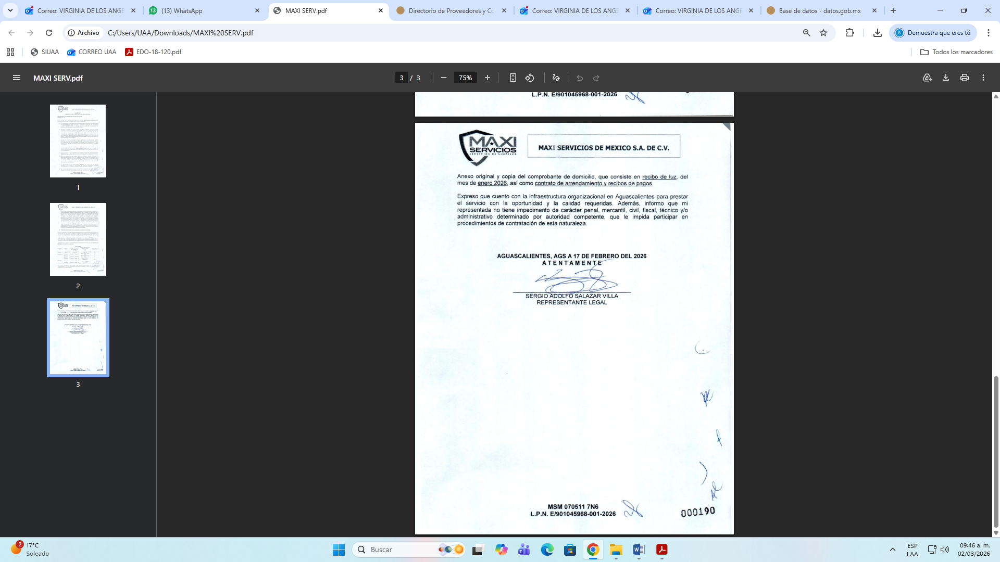 Correo: VIRGINIA DE LOS ANGE
(13) WhatsApp
MAXI SERV.pdf
Directorio de Proveedores y Co
Correo: VIRGINIA DE LOS ANGE
Correo: VIRGINIA DE LOS ANGE
Base de datos - datos.gob.mx
Archivo
C:/Users/UAA/Downloads/MAXI%20SERV.pdf
Demuestra que eres tú
SIUAA
CORREO UAA
EDO-18-120.pdf
Todos los marcadores
MAXI SERV.pdf
3 / 3
75%
1
2
3
L.P.N. E/901045968-001-2026
MAXI
SERVICIOS
SERVICIOS DE LIMPIEZA
MAXI SERVICIOS DE MEXICO S.A. DE C.V.
Anexo original y copia del comprobante de domicilio, que consiste en recibo de luz, del
mes de enero 2026, así como contrato de arrendamiento y recibos de pagos.
Expreso que cuento con la infraestructura organizacional en Aguascalientes para prestar
el servicio con la oportunidad y la calidad requeridas. Además, informo que mi
representada no tiene impedimento de carácter penal, mercantil, civil, fiscal, técnico y/o
administrativo determinado por autoridad competente, que le impida participar en
procedimientos de contratación de esta naturaleza.
AGUASCALIENTES, AGS A 17 DE FEBRERO DEL 2026
A T E N T A M E N T E
SERGIO ADOLFO SALAZAR VILLA
REPRESENTANTE LEGAL
MSM 070511 7N6
L.P.N. E/901045968-001-2026
000190
2
17°C
Soleado
Buscar
ESP
LAA
09:46 a. m.
02/03/2026